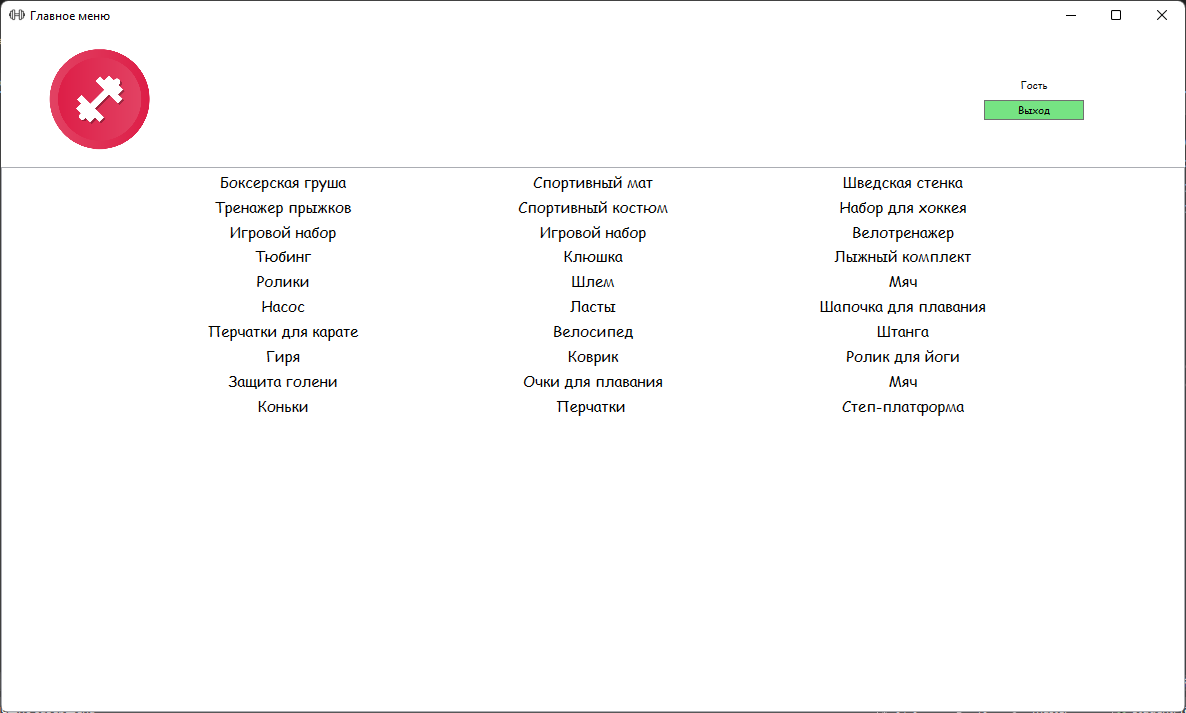 Главное меню
Гость
Выход
Боксерская груша Спортивный мат Шведская стенка
Тренажер прыжков Спортивный костюм Набор для хоккея
Игровой набор Игровой набор Велотренажер
Тюбинг Клюшка Лыжный комплект
Ролики Шлем Мяч
Насос Ласты Шапочка для плавания
Перчатки для карате Велосипед Штанга
Гиря Коврик Ролик для йоги
Защита голени Очки для плавания Мяч
Коньки Перчатки Степ-платформа